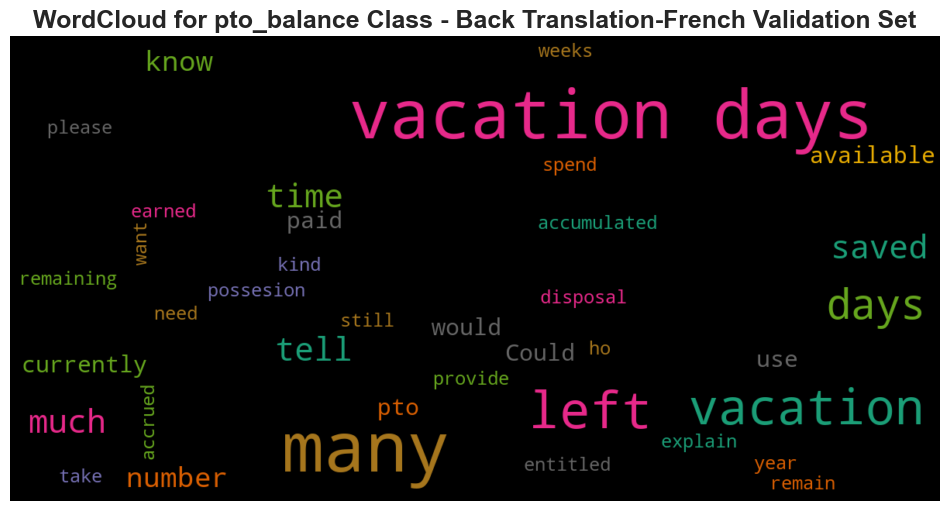 WordCloud for pto_balance Class - Back Translation-French Validation Set
know
weeks
please
vacation days
available
spend
time
earned
paid
accumulated
want
saved
kind
remaining
possesion
disposal
days
need
still
would
tell
Could
ho
use
currently
provide
accrued
much
pto
left
vacation
many
explain
entitled
year
take
number
remain